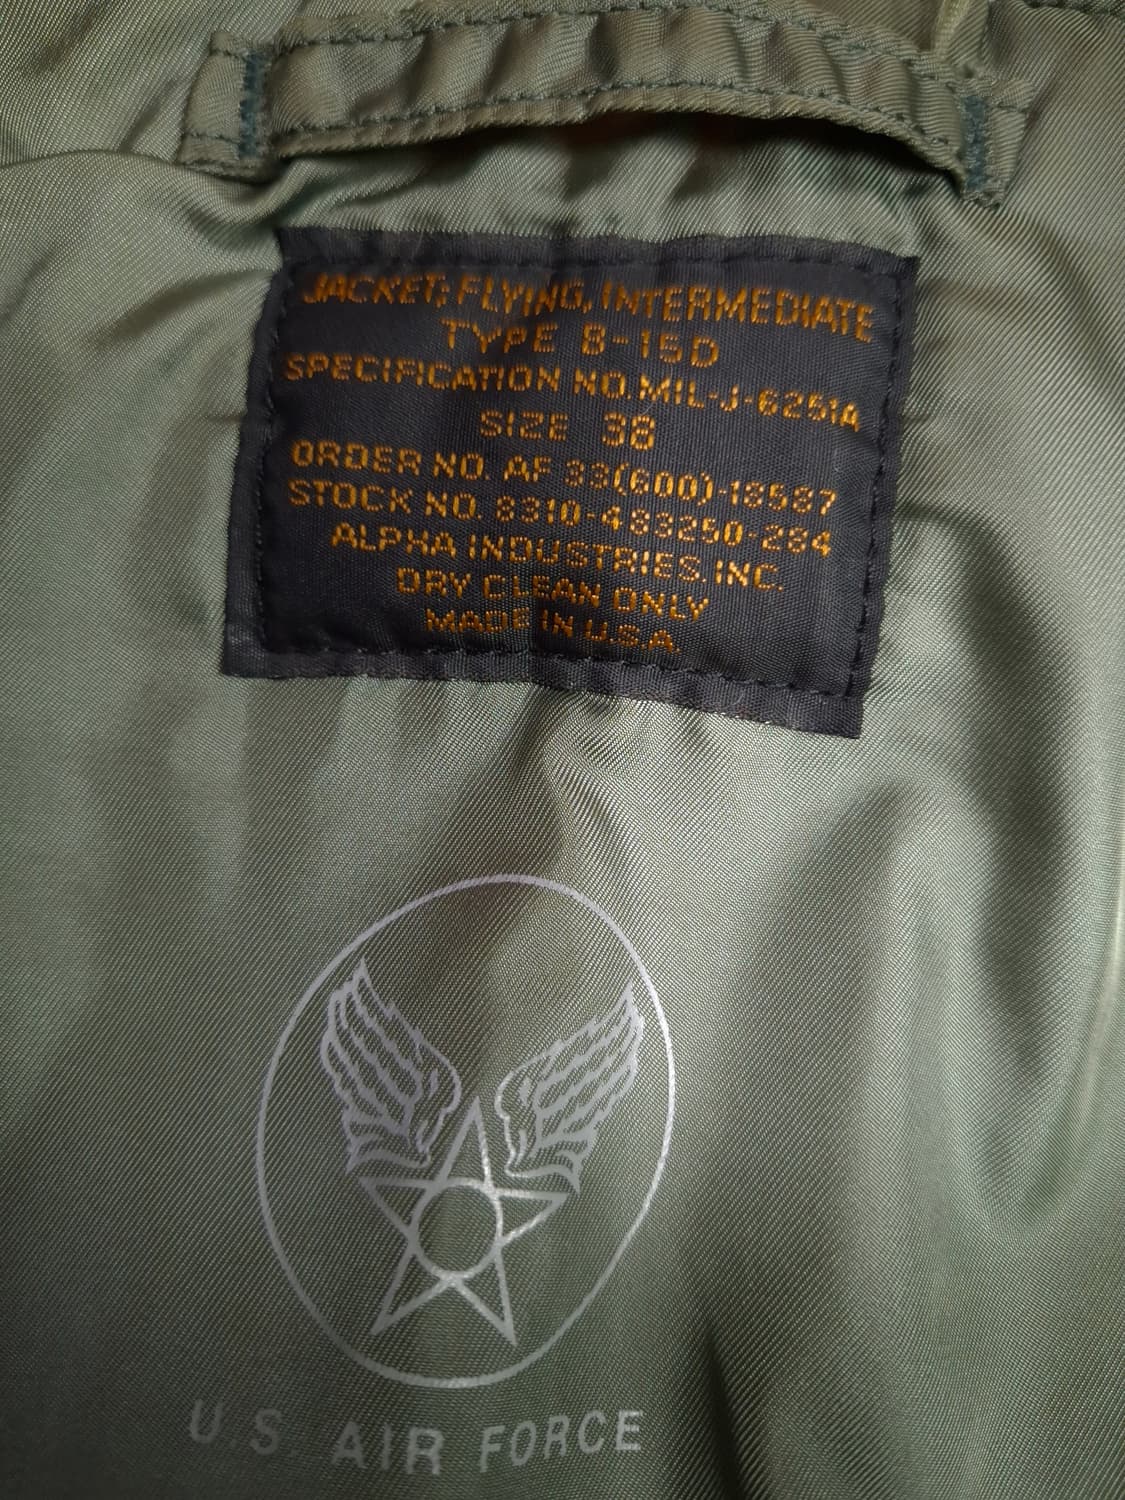 JACKET, FLYING, INTERMEDIATE
TYPE B-15D
SPECIFICATION NO. MIL-J-6251A
SIZE 38
ORDER NO. AF 33(600)-18587
STOCK NO. 8310-483250-284
ALPHA INDUSTRIES. INC.
DRY CLEAN ONLY
MADE IN U.S.A.
U.S. AIR FORCE